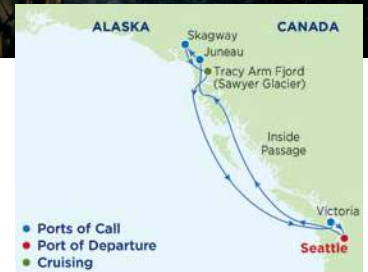 ALASKA
CANADA
Skagway
Juneau
Tracy Arm Fjord
(Sawyer Glacier)
Inside
Passage
Victoria
Seattle
Ports of Call
Port of Departure
Cruising